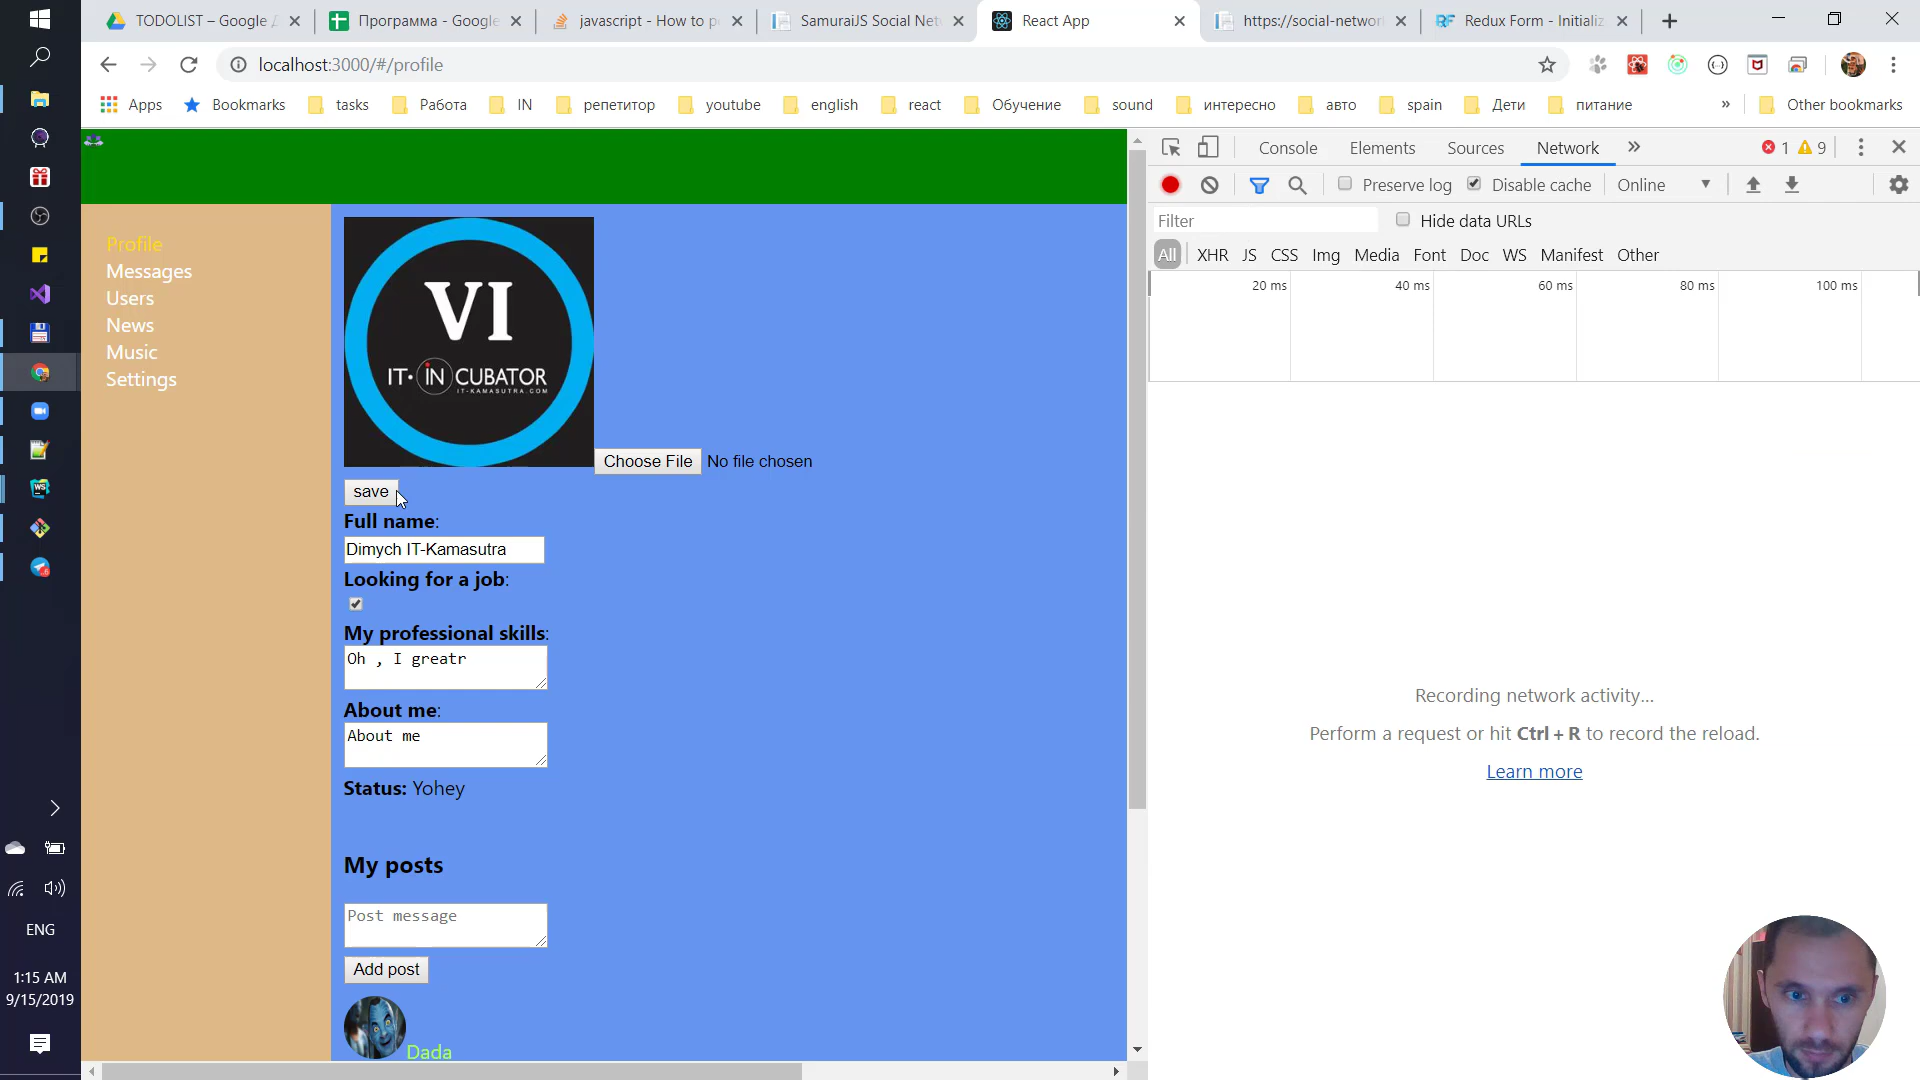 TODOLIST – Google Д
Программа - Google
javascript - How to p
SamuraiJS Social Net
React App
https://social-networ
Redux Form - Initializ
localhost:3000/#/profile
Apps
Bookmarks
tasks
Работа
IN
репетитор
youtube
english
react
Обучение
sound
интересно
авто
spain
Дети
питание
»
Other bookmarks
Profile
Messages
Users
News
Music
Settings
VI
IT- IN CUBATOR
IT-KAMASUTRA.COM
Choose File No file chosen
save
Full name:
Dimych IT-Kamasutra
Looking for a job:
My professional skills:
Oh , I greatr
About me:
About me
Status: Yohey
My posts
Post message
Add post
Dada
Console
Elements
Sources
Network
»
1
9
Preserve log
Disable cache
Online
Filter
Hide data URLs
All
XHR
JS
CSS
Img
Media
Font
Doc
WS
Manifest
Other
20 ms
40 ms
60 ms
80 ms
100 ms
Recording network activity…
Perform a request or hit Ctrl + R to record the reload.
Learn more
WS
ENG
1:15 AM
9/15/2019